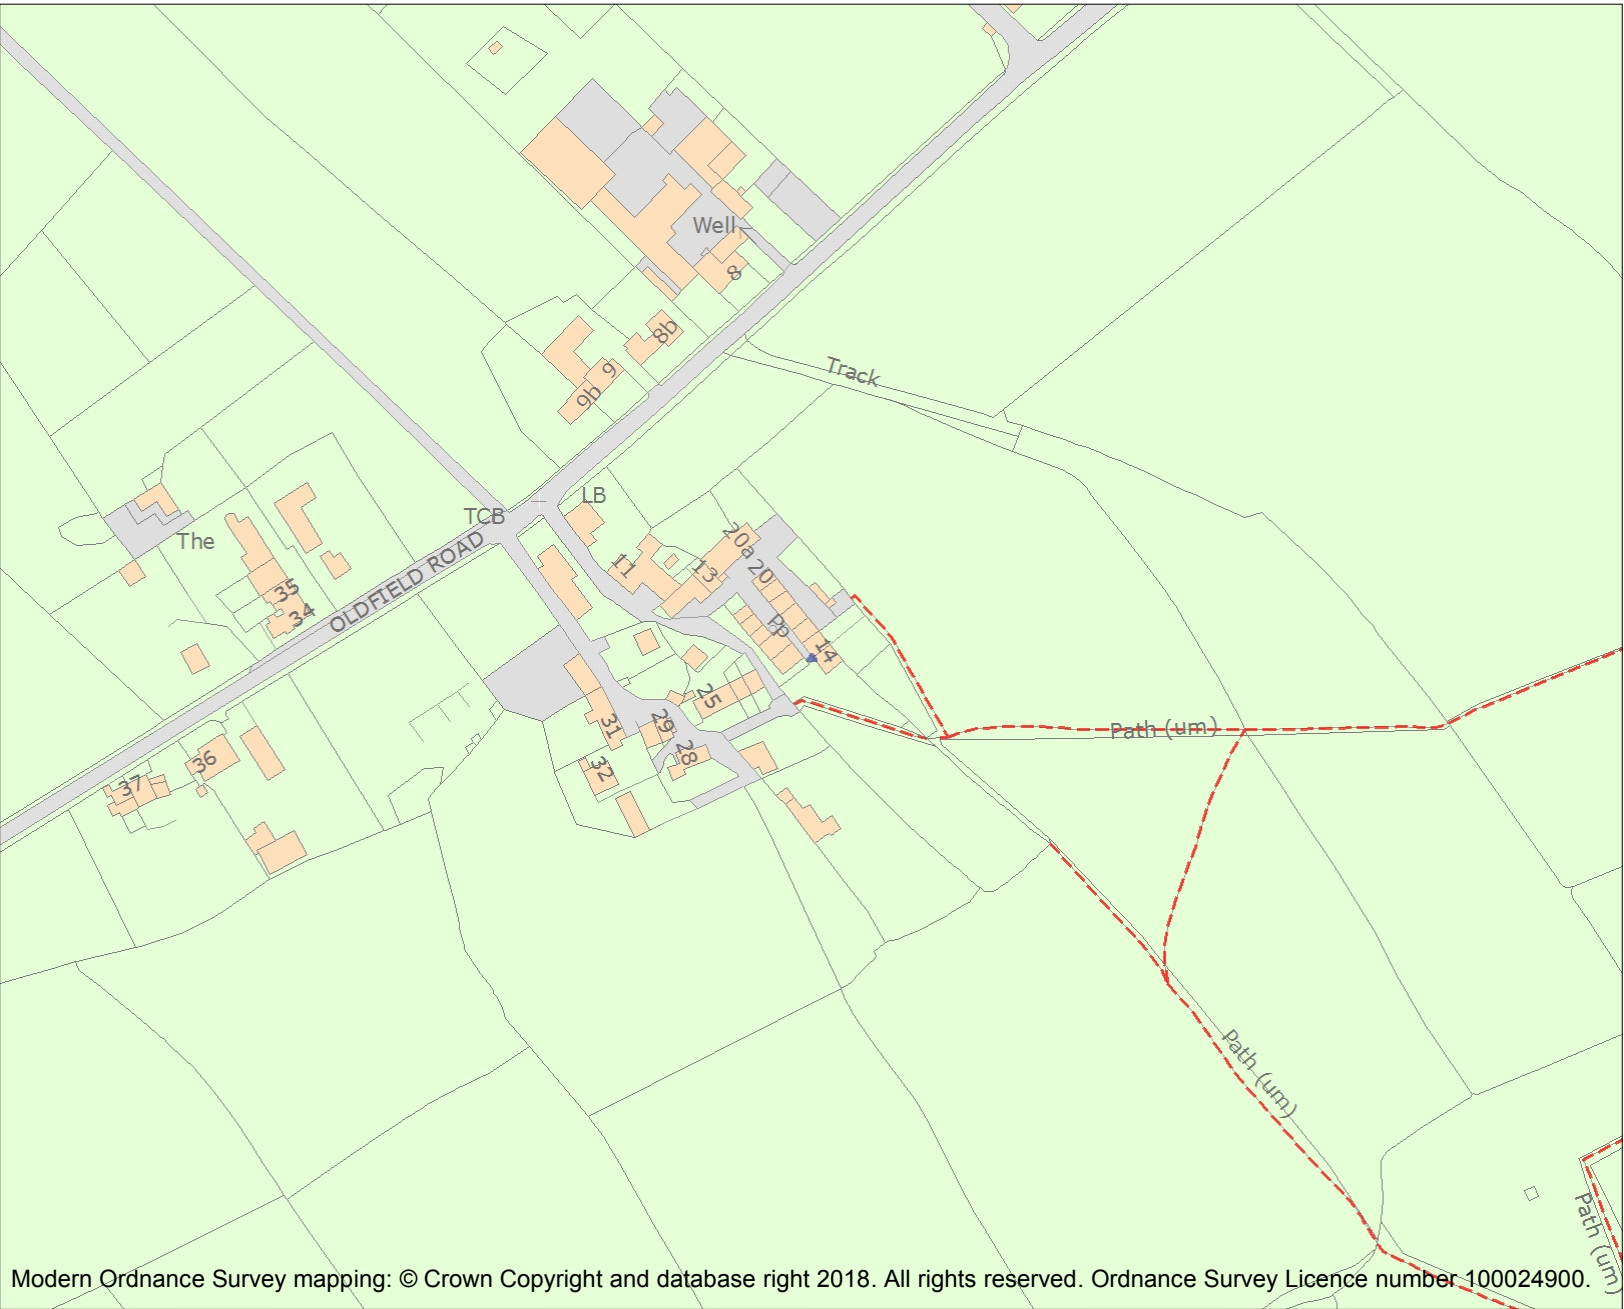 Well
8
8b
Track
9
9b
LB
TCB
The
OLDFIELD ROAD
20a
11
13
20
35
34
Pp
14
25
31
29
28
32
36
37
Path (um)
Path (um)
Path (um)
Modern Ordnance Survey mapping: © Crown Copyright and database right 2018. All rights reserved. Ordnance Survey Licence number 100024900.